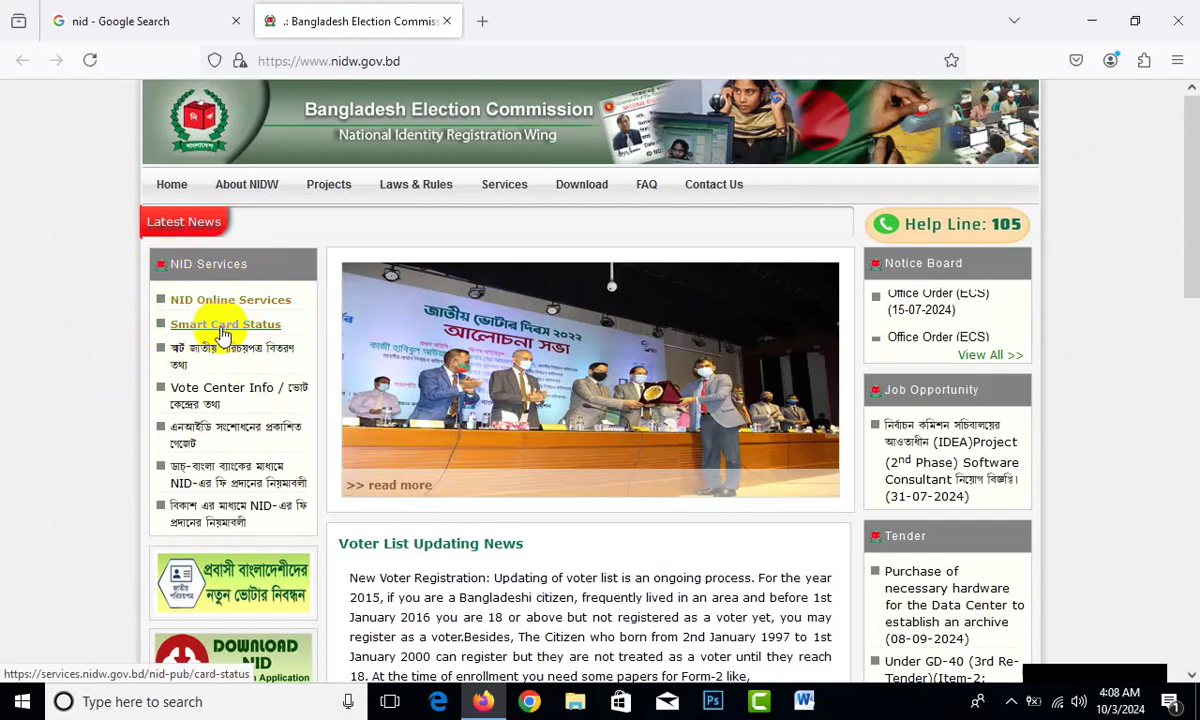 nid - Google Search
.: Bangladesh Election Commiss
https://www.nidw.gov.bd
Bangladesh Election Commission
National Identity Registration Wing
Home
About NIDW
Projects
Laws & Rules
Services
Download
FAQ
Contact Us
Latest News
Help Line: 105
NID Services
NID Online Services
Smart Card Status
জাতীয় পরিচয়পত্র বিতরণ
তথ্য
Vote Center Info / ভোট
কেন্দ্রের তথ্য
এনআইডি সংশোধনের প্রকাশিত
গেজেট
ডাচ্-বাংলা ব্যাংকের মাধ্যমে
NID-এর ফি প্রদানের নিয়মাবলী
বিকাশ এর মাধ্যমে NID-এর ফি
প্রদানের নিয়মাবলী
প্রবাসী বাংলাদেশীদের
নতুন ভোটার নিবন্ধন
DOWNLOAD
NID
Application
জাতীয় ভোটার দিবস ২০২২
আলোচনা সভা
>> read more
Voter List Updating News
New Voter Registration: Updating of voter list is an ongoing process. For the year
2015, if you are a Bangladeshi citizen, frequently lived in an area and before 1st
January 2016 you are 18 or above but not registered as a voter yet, you may
register as a voter.Besides, The Citizen who born from 2nd January 1997 to 1st
January 2000 can register but they are not treated as a voter until they reach
18. At the time of enrollment you need some papers for Form-2 like,
Notice Board
Office Order (ECS)
(15-07-2024)
Office Order (ECS)
View All >>
Job Opportunity
নির্বাচন কমিশন সচিবালয়ের
আওতাধীন (IDEA)Project
(2nd Phase) Software
Consultant নিয়োগ বিজ্ঞপ্তি।
(31-07-2024)
Tender
Purchase of
necessary hardware
for the Data Center to
establish an archive
(08-09-2024)
Under GD-40 (3rd Re-
Tender)(Item-2:
https://services.nidw.gov.bd/nid-pub/card-status
Type here to search
4:08 AM
10/3/2024